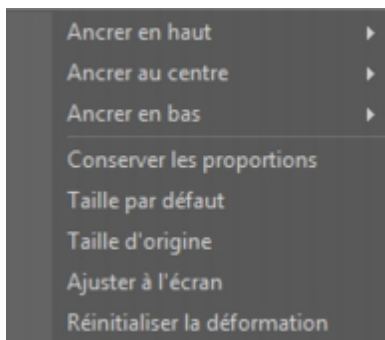 Ancrer en haut
Ancrer au centre
Ancrer en bas
Conserver les proportions
Taille par défaut
Taille d'origine
Ajuster à l'écran
Réinitialiser la déformation